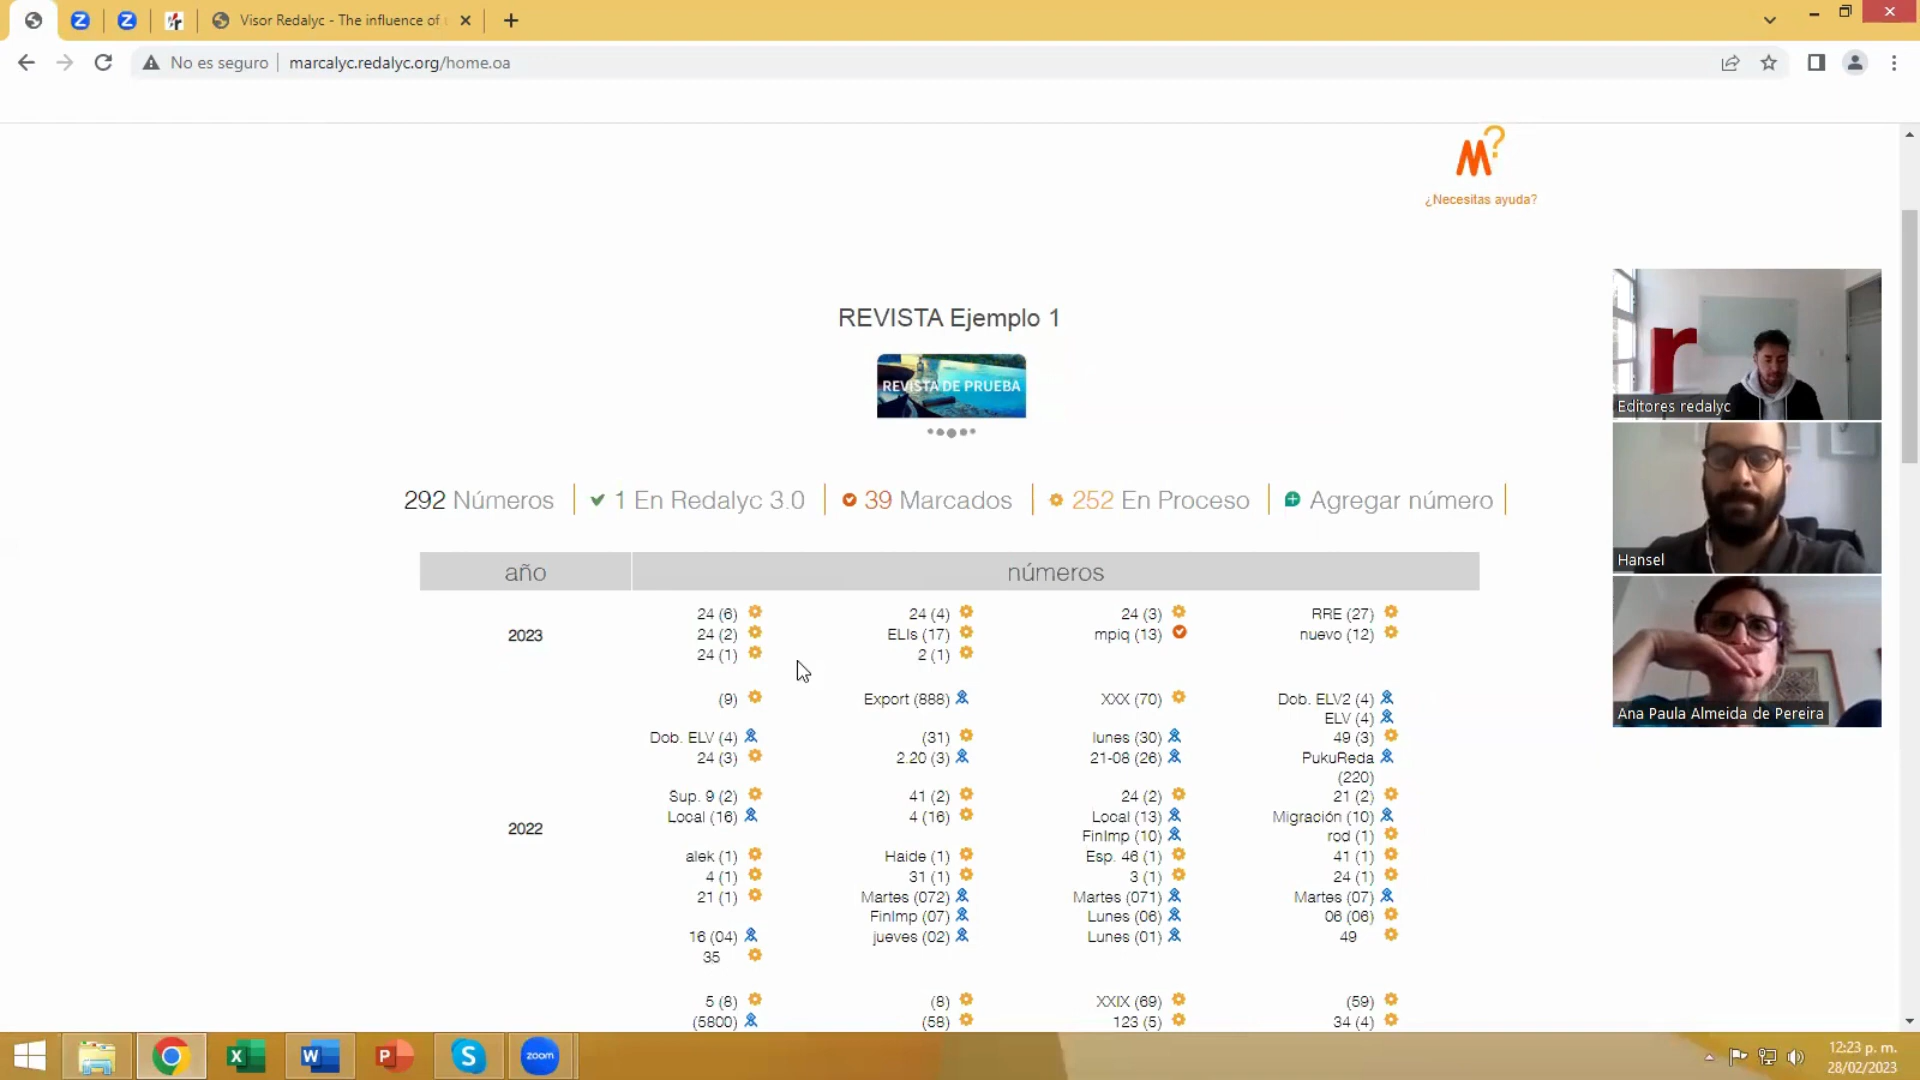 Visor Redalyc - The influence of
No es seguro
marcalyc.redalyc.org/home.oa
¿Necesitas ayuda?
REVISTA Ejemplo 1
REVISTA DE PRUEBA
292 Números
1 En Redalyc 3.0
39 Marcados
252 En Proceso
Agregar número
año números
24 (6) 24 (4) 24 (3) RRE (27)
2023 24 (2) ELIs (17) mpiq (13) nuevo (12)
24 (1) 2 (1)
(9) Export (888) XXX (70) Dob. ELV2 (4)
ELV (4)
Dob. ELV (4) (31) lunes (30) 49 (3)
24 (3) 2.20 (3) 21-08 (26) PukuReda
(220)
Sup. 9 (2) 41 (2) 24 (2) 21 (2)
Local (16) 4 (16) Local (13) Migración (10)
2022 FinImp (10) rod (1)
alek (1) Haide (1) Esp. 46 (1) 41 (1)
4 (1) 31 (1) 3 (1) 24 (1)
21 (1) Martes (072) Martes (071) Martes (07)
FinImp (07) Lunes (06) 06 (06)
16 (04) jueves (02) Lunes (01) 49
35
5 (8) (8) XXIX (69) (59)
(5800) (58) 123 (5) 34 (4)
Editores redalyc
Hansel
Ana Paula Almeida de Pereira
zoom
12:23 p. m.
28/02/2023